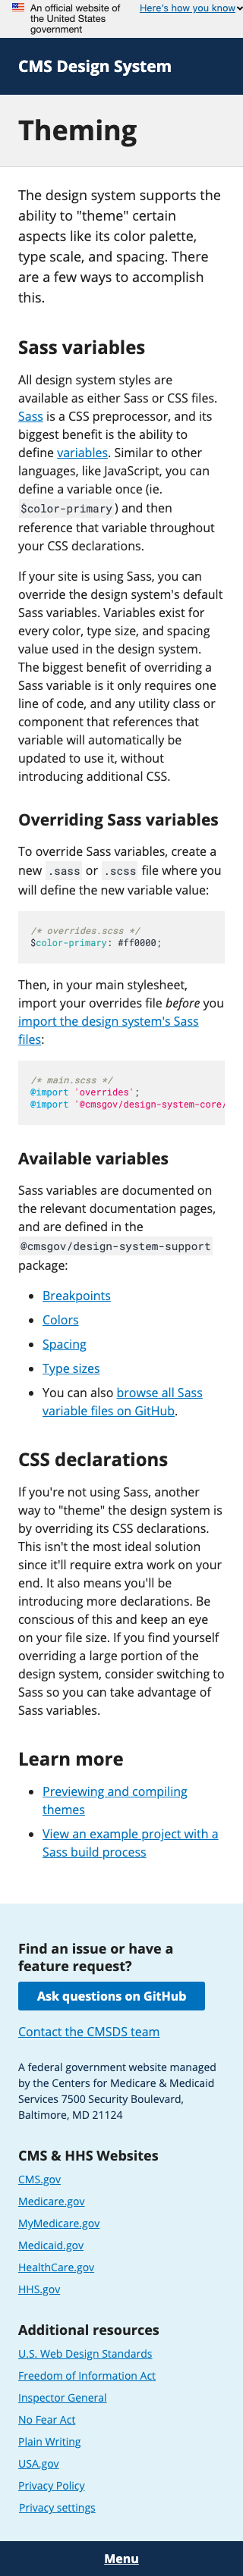 An official website of
the United States
government
Here's how you know
CMS Design System
Theming
The design system supports the
ability to "theme" certain
aspects like its color palette,
type scale, and spacing. There
are a few ways to accomplish
this.
Sass variables
All design system styles are
available as either Sass or CSS files.
Sass is a CSS preprocessor, and its
biggest benefit is the ability to
define variables. Similar to other
languages, like JavaScript, you can
define a variable once (ie.
$color-primary) and then
reference that variable throughout
your CSS declarations.
If your site is using Sass, you can
override the design system's default
Sass variables. Variables exist for
every color, type size, and spacing
value used in the design system.
The biggest benefit of overriding a
Sass variable is it only requires one
line of code, and any utility class or
component that references that
variable will automatically be
updated to use it, without
introducing additional CSS.
Overriding Sass variables
To override Sass variables, create a
new .sass or .scss file where you
will define the new variable value:
/* overrides.scss */
$color-primary: #ff0000;
Then, in your main stylesheet,
import your overrides file before you
import the design system's Sass
files:
/* main.scss */
@import 'overrides';
@import '@cmsgov/design-system-core/
Available variables
Sass variables are documented on
the relevant documentation pages,
and are defined in the
@cmsgov/design-system-support
package:
• Breakpoints
• Colors
• Spacing
• Type sizes
• You can also browse all Sass
variable files on GitHub.
CSS declarations
If you're not using Sass, another
way to "theme" the design system is
by overriding its CSS declarations.
This isn't the most ideal solution
since it'll require extra work on your
end. It also means you'll be
introducing more declarations. Be
conscious of this and keep an eye
on your file size. If you find yourself
overriding a large portion of the
design system, consider switching to
Sass so you can take advantage of
Sass variables.
Learn more
• Previewing and compiling
themes
• View an example project with a
Sass build process
Find an issue or have a
feature request?
Ask questions on GitHub
Contact the CMSDS team
A federal government website managed
by the Centers for Medicare & Medicaid
Services 7500 Security Boulevard,
Baltimore, MD 21124
CMS & HHS Websites
CMS.gov
Medicare.gov
MyMedicare.gov
Medicaid.gov
HealthCare.gov
HHS.gov
Additional resources
U.S. Web Design Standards
Freedom of Information Act
Inspector General
No Fear Act
Plain Writing
USA.gov
Privacy Policy
Privacy settings
Menu